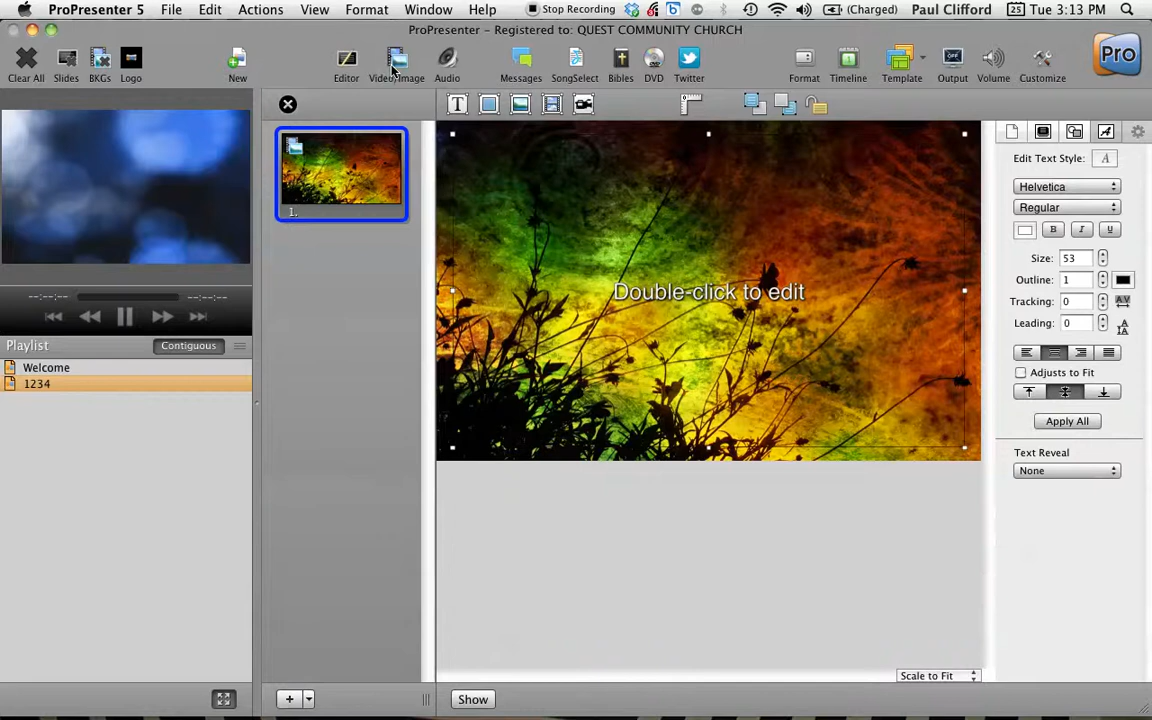 ProPresenter 5 File Edit Actions View Format Window Help Stop Recording (Charged) Paul Clifford 25 Tue 3:13 PM
ProPresenter – Registered to: QUEST COMMUNITY CHURCH
Clear All Slides BKGs Logo New Editor Video/Image Audio Messages SongSelect Bibles DVD Twitter Format Timeline Template Output Volume Customize
Pro
T
Edit Text Style: A
Helvetica
Regular
B I U
Size: 53
Outline: 1
Tracking: 0 AV
Leading: 0 A IA
Adjusts to Fit
Apply All
Text Reveal
None
1.
Double-click to edit
--:--:-- --:--:--
Playlist Contiguous
Welcome
1234
Scale to Fit
+ Show